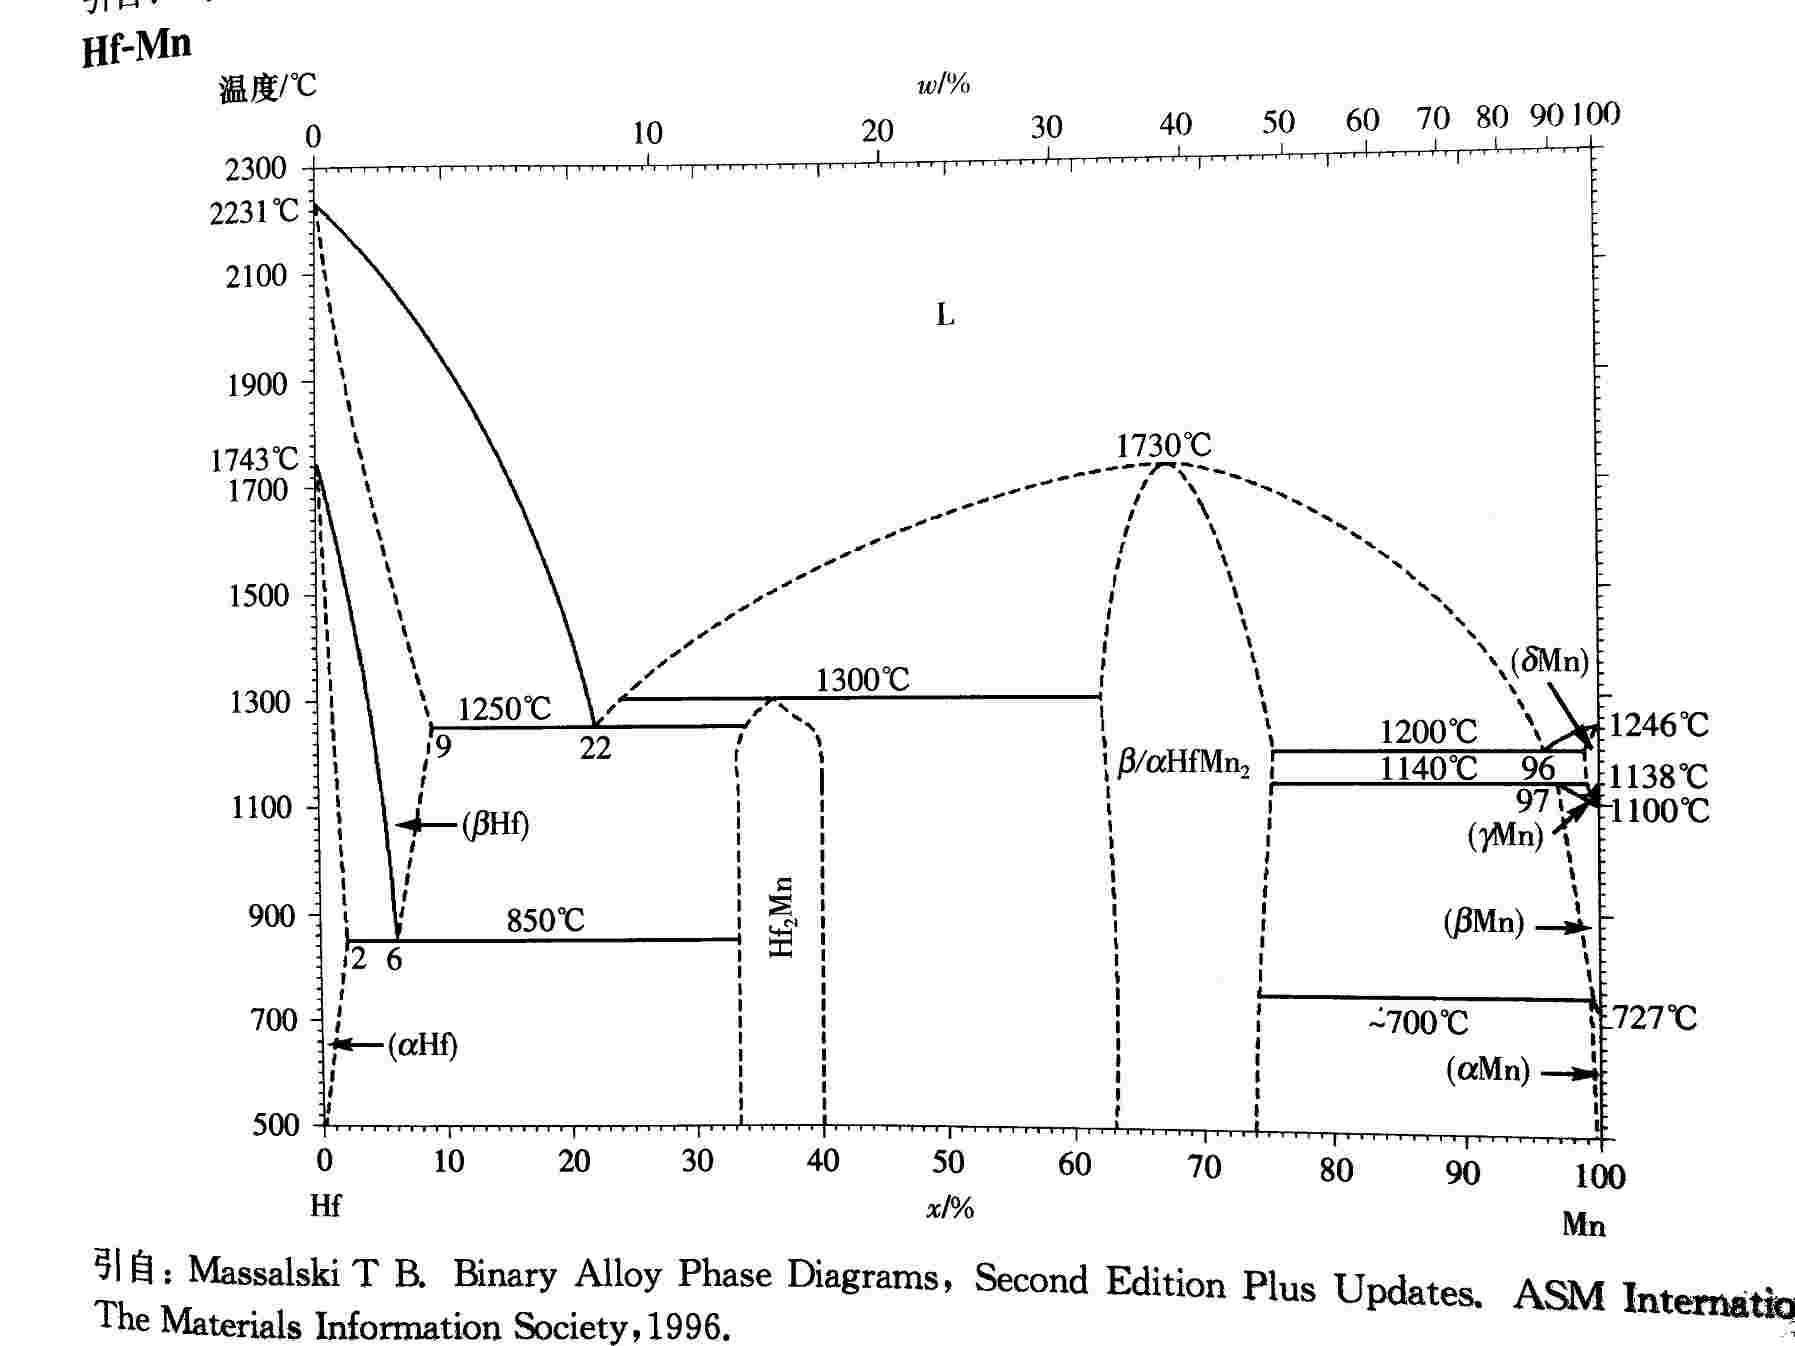 引自:
Hf-Mn
温度/℃
w/%
0 10 20 30 40 50 60 70 80 90 100
2300
2231℃
2100
L
1900
1730℃
1743℃
1700
1500
(δMn)
1300℃
1300
1250℃
1246℃
1200℃
9 22
β/αHfMn₂
1140℃ 96
1138℃
97
1100
1100℃
(βHf)
(γMn)
Hf₂Mn
900
850℃
(βMn)
2 6
700
~700℃
727℃
(αHf)
(αMn)
500
0 10 20 30 40 50 60 70 80 90 100
Hf
x/%
Mn
引自: Massalski T B. Binary Alloy Phase Diagrams, Second Edition Plus Updates. ASM Internatio
The Materials Information Society,1996.